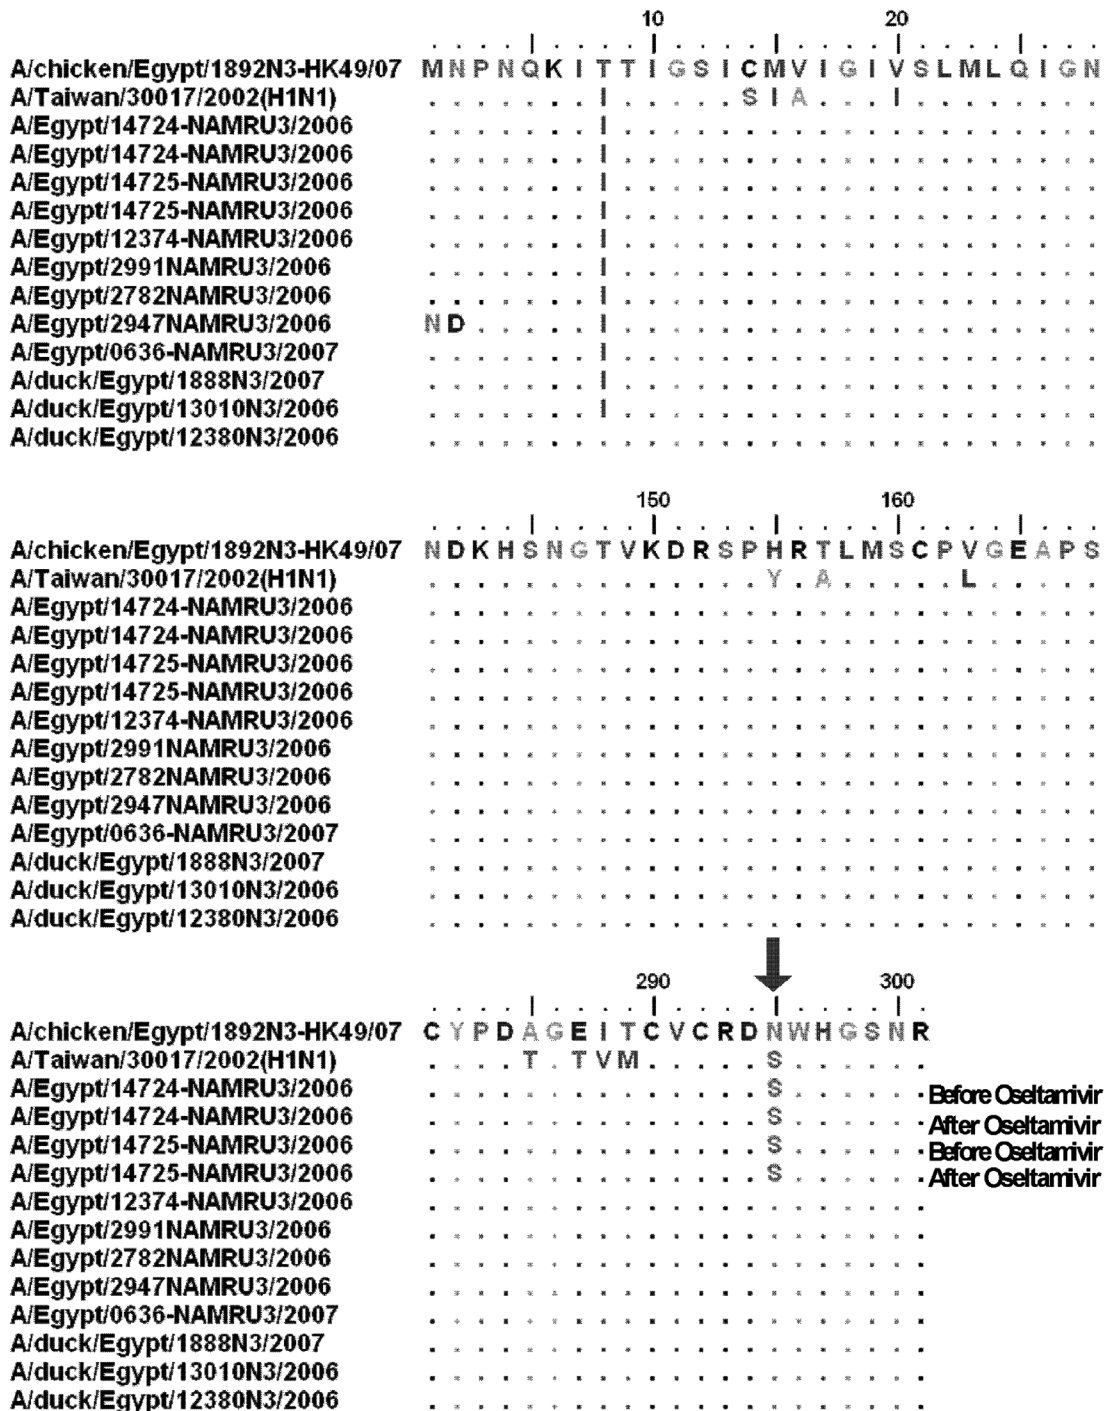 10 20
. . . . | . . . . | . . . . | . . . . | . . . . | . . .
A/chicken/Egypt/1892N3-HK49/07 M N P N Q K I T T I G S I C M V I G I V S L M L Q I G N
A/Taiwan/30017/2002(H1N1) . . . . . . . I . . . . . S I A . . . I . . . . . . . .
A/Egypt/14724-NAMRU3/2006 . . . . . . . I . . . . . . . . . . . . . . . . . . . .
A/Egypt/14724-NAMRU3/2006 . . . . . . . I . . . . . . . . . . . . . . . . . . . .
A/Egypt/14725-NAMRU3/2006 . . . . . . . I . . . . . . . . . . . . . . . . . . . .
A/Egypt/14725-NAMRU3/2006 . . . . . . . I . . . . . . . . . . . . . . . . . . . .
A/Egypt/12374-NAMRU3/2006 . . . . . . . I . . . . . . . . . . . . . . . . . . . .
A/Egypt/2991NAMRU3/2006 . . . . . . . I . . . . . . . . . . . . . . . . . . . .
A/Egypt/2782NAMRU3/2006 . . . . . . . I . . . . . . . . . . . . . . . . . . . .
A/Egypt/2947NAMRU3/2006 N D . . . . . I . . . . . . . . . . . . . . . . . . . .
A/Egypt/0636-NAMRU3/2007 . . . . . . . I . . . . . . . . . . . . . . . . . . . .
A/duck/Egypt/1888N3/2007 . . . . . . . I . . . . . . . . . . . . . . . . . . . .
A/duck/Egypt/13010N3/2006 . . . . . . . I . . . . . . . . . . . . . . . . . . . .
A/duck/Egypt/12380N3/2006 . . . . . . . . . . . . . . . . . . . . . . . . . . . .
150 160
. . . . | . . . . | . . . . | . . . . | . . . . | . . .
A/chicken/Egypt/1892N3-HK49/07 N D K H S N G T V K D R S P H R T L M S C P V G E A P S
A/Taiwan/30017/2002(H1N1) . . . . . . . . . . . . . . Y . A . . . . . L . . . . .
A/Egypt/14724-NAMRU3/2006 . . . . . . . . . . . . . . . . . . . . . . . . . . . .
A/Egypt/14724-NAMRU3/2006 . . . . . . . . . . . . . . . . . . . . . . . . . . . .
A/Egypt/14725-NAMRU3/2006 . . . . . . . . . . . . . . . . . . . . . . . . . . . .
A/Egypt/14725-NAMRU3/2006 . . . . . . . . . . . . . . . . . . . . . . . . . . . .
A/Egypt/12374-NAMRU3/2006 . . . . . . . . . . . . . . . . . . . . . . . . . . . .
A/Egypt/2991NAMRU3/2006 . . . . . . . . . . . . . . . . . . . . . . . . . . . .
A/Egypt/2782NAMRU3/2006 . . . . . . . . . . . . . . . . . . . . . . . . . . . .
A/Egypt/2947NAMRU3/2006 . . . . . . . . . . . . . . . . . . . . . . . . . . . .
A/Egypt/0636-NAMRU3/2007 . . . . . . . . . . . . . . . . . . . . . . . . . . . .
A/duck/Egypt/1888N3/2007 . . . . . . . . . . . . . . . . . . . . . . . . . . . .
A/duck/Egypt/13010N3/2006 . . . . . . . . . . . . . . . . . . . . . . . . . . . .
A/duck/Egypt/12380N3/2006 . . . . . . . . . . . . . . . . . . . . . . . . . . . .
290 300
. . . . | . . . . | . . . . | . . . . | .
A/chicken/Egypt/1892N3-HK49/07 C Y P D A G E I T C V C R D N W H G S N R
A/Taiwan/30017/2002(H1N1) . . . . T . T V M . . . . . S . . . . . .
A/Egypt/14724-NAMRU3/2006 . . . . . . . . . . . . . . S . . . . . . Before Oseltamivir
A/Egypt/14724-NAMRU3/2006 . . . . . . . . . . . . . . S . . . . . . After Oseltamivir
A/Egypt/14725-NAMRU3/2006 . . . . . . . . . . . . . . S . . . . . . Before Oseltamivir
A/Egypt/14725-NAMRU3/2006 . . . . . . . . . . . . . . S . . . . . . After Oseltamivir
A/Egypt/12374-NAMRU3/2006 . . . . . . . . . . . . . . . . . . . . .
A/Egypt/2991NAMRU3/2006 . . . . . . . . . . . . . . . . . . . . .
A/Egypt/2782NAMRU3/2006 . . . . . . . . . . . . . . . . . . . . .
A/Egypt/2947NAMRU3/2006 . . . . . . . . . . . . . . . . . . . . .
A/Egypt/0636-NAMRU3/2007 . . . . . . . . . . . . . . . . . . . . .
A/duck/Egypt/1888N3/2007 . . . . . . . . . . . . . . . . . . . . .
A/duck/Egypt/13010N3/2006 . . . . . . . . . . . . . . . . . . . . .
A/duck/Egypt/12380N3/2006 . . . . . . . . . . . . . . . . . . . . .